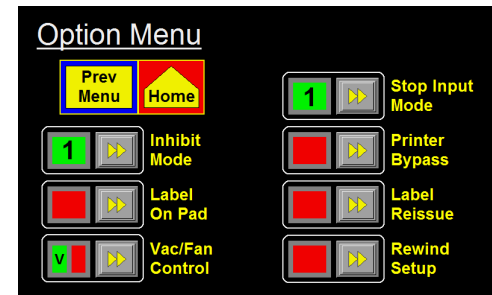 Option Menu
Prev
Menu
Home
1
Stop Input
Mode
1
Inhibit
Mode
Printer
Bypass
Label
On Pad
Label
Reissue
V
Vac/Fan
Control
Rewind
Setup